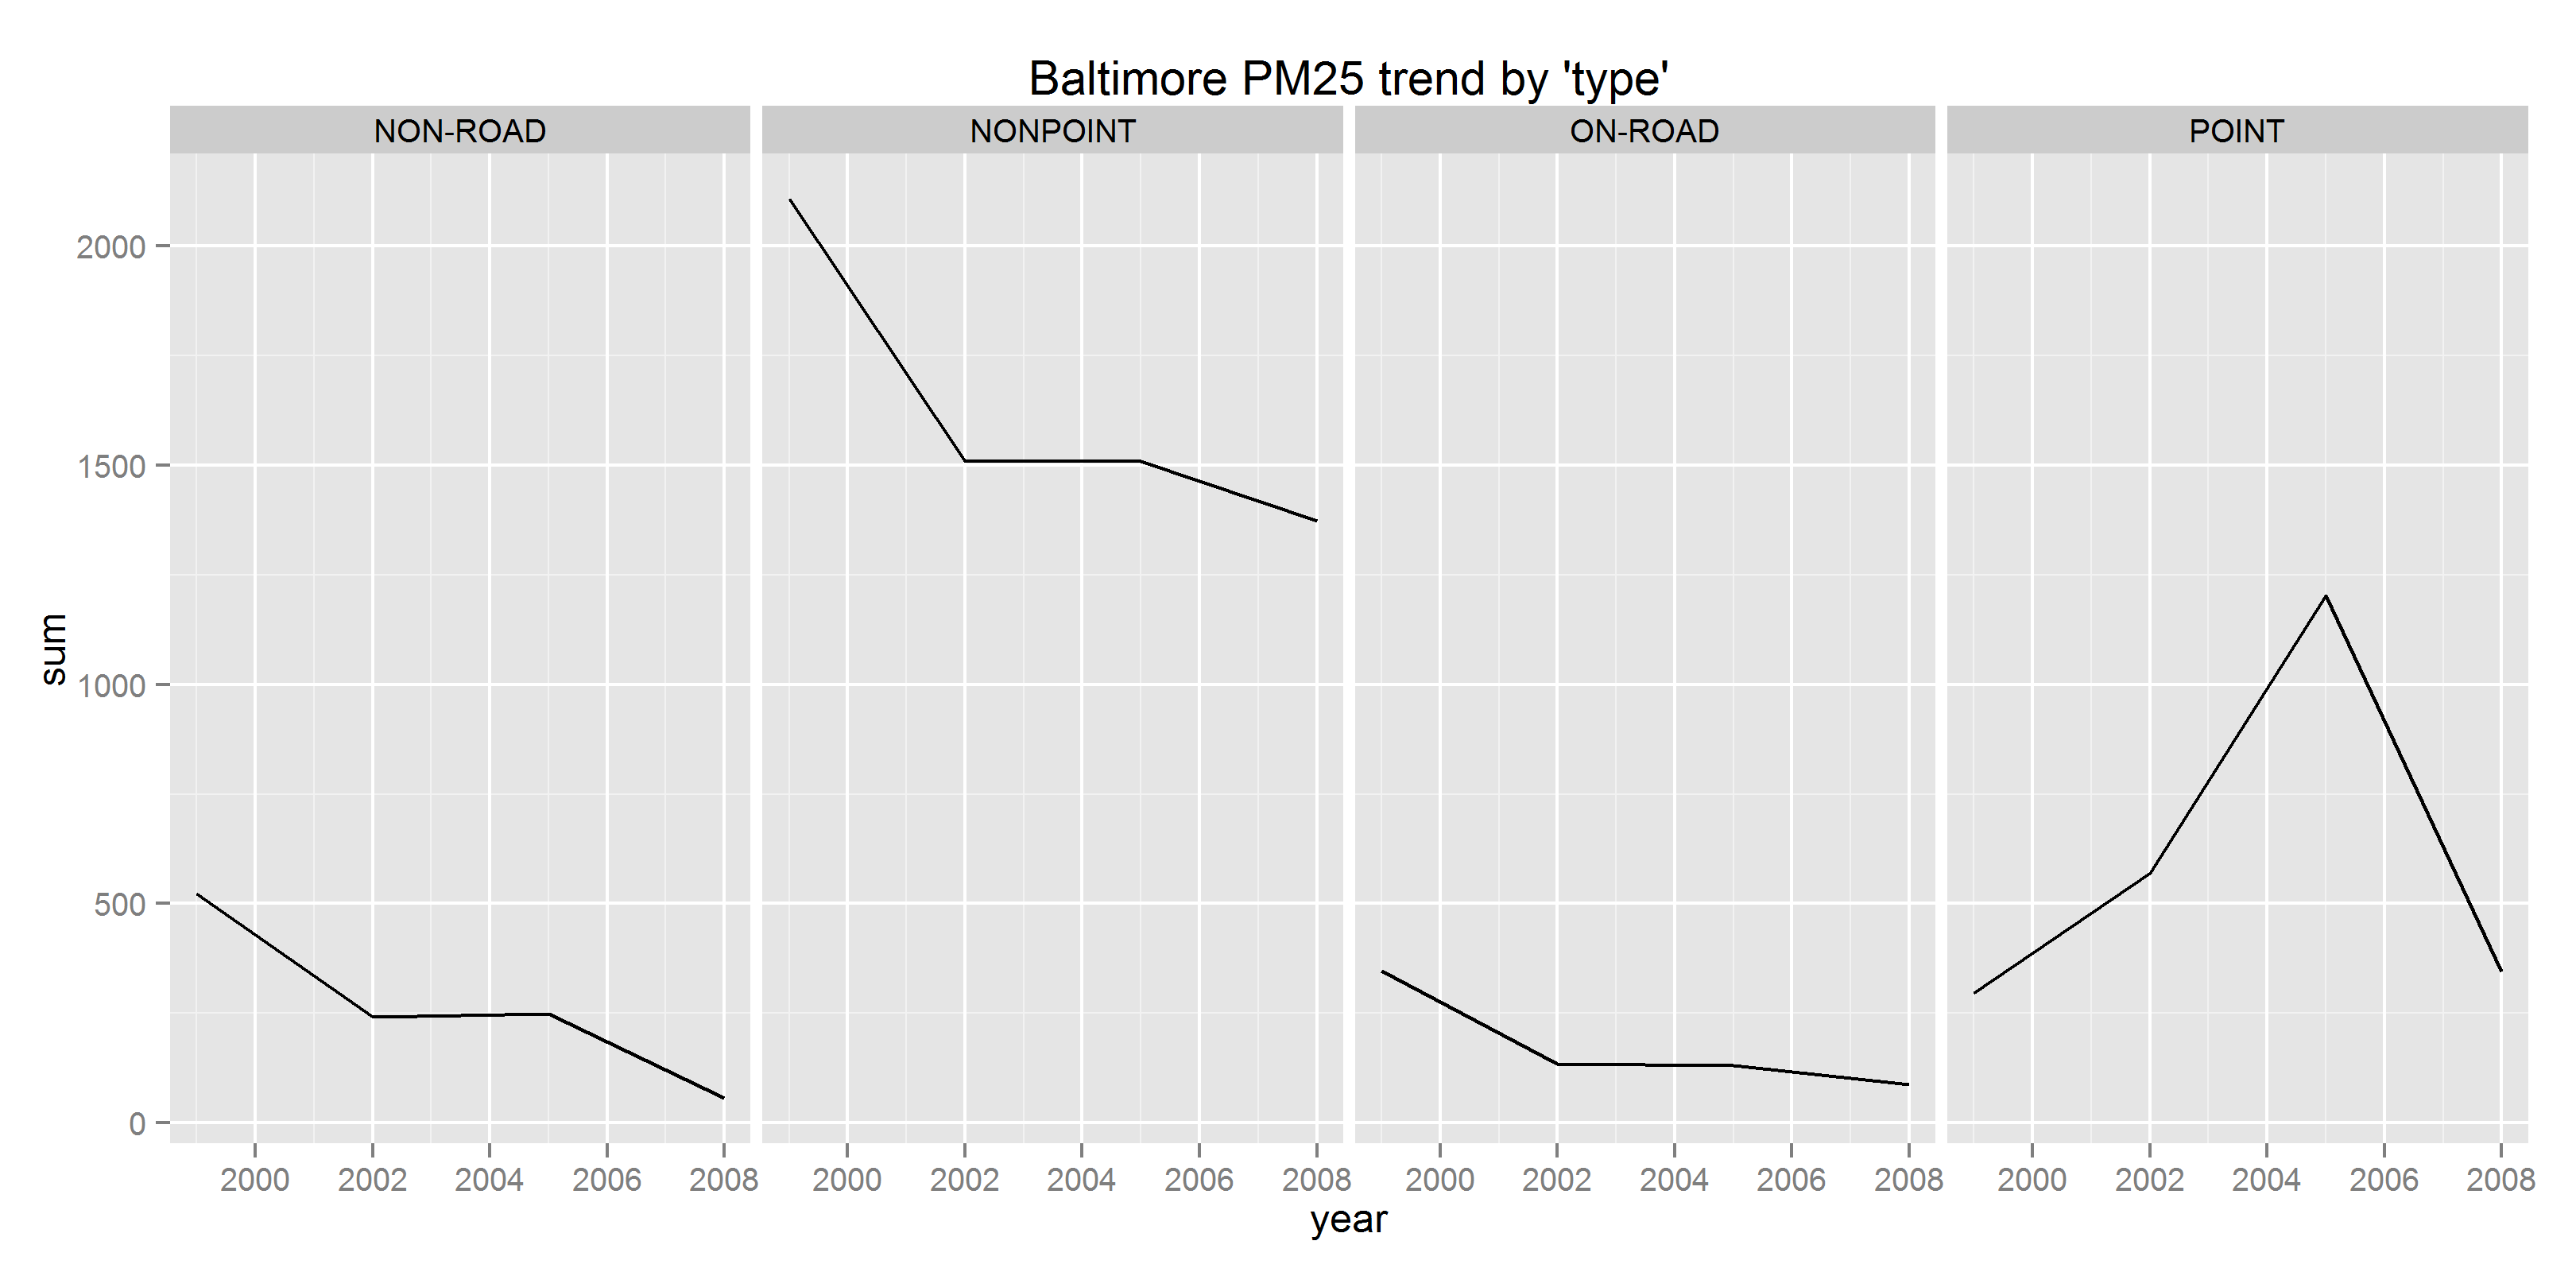 Baltimore PM25 trend by 'type'
NON-ROAD NONPOINT ON-ROAD POINT
2000
1500
1000
500
0
sum
2000 2002 2004 2006 2008 2000 2002 2004 2006 2008 2000 2002 2004 2006 2008 2000 2002 2004 2006 2008
year